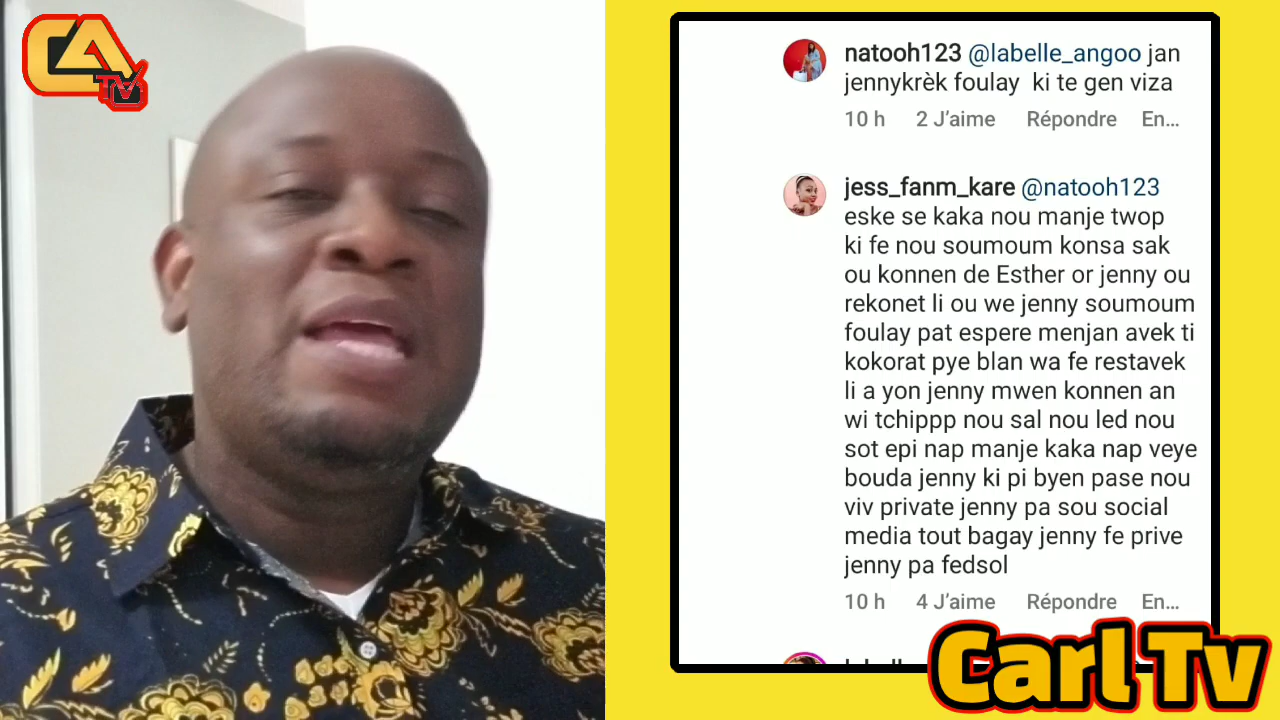 CA
TV
natooh123 @labelle_angoo jan
jennykrèk foulay ki te gen viza
10 h 2 J’aime Répondre En...
jess_fanm_kare @natooh123
eske se kaka nou manje twop
ki fe nou soumoum konsa sak
ou konnen de Esther or jenny ou
rekonet li ou we jenny soumoum
foulay pat espere menjan avek ti
kokorat pye blan wa fe restavek
li a yon jenny mwen konnen an
wi tchippp nou sal nou led nou
sot epi nap manje kaka nap veye
bouda jenny ki pi byen pase nou
viv private jenny pa sou social
media tout bagay jenny fe prive
jenny pa fedsol
10 h 4 J’aime Répondre En...
Carl Tv